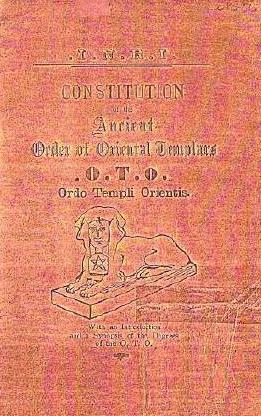 .I.N.R.I.
CONSTITUTION
of the
Ancient
Order of Oriental Templars
.O.T.O.
Ordo Templi Orientis.
With an Introduction
and a Synopsis of the Degrees
of the O. T. O.